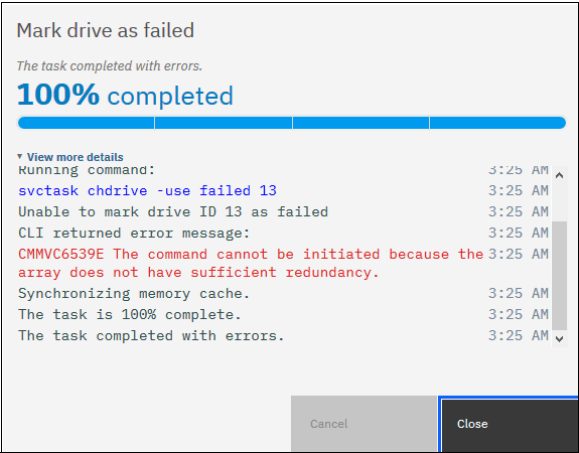 Mark drive as failed
The task completed with errors.
100% completed
View more details
Running command: 3:25 AM
svctask chdrive -use failed 13 3:25 AM
Unable to mark drive ID 13 as failed 3:25 AM
CLI returned error message: 3:25 AM
CMMVC6539E The command cannot be initiated because the 3:25 AM
array does not have sufficient redundancy.
Synchronizing memory cache. 3:25 AM
The task is 100% complete. 3:25 AM
The task completed with errors. 3:25 AM
Cancel
Close